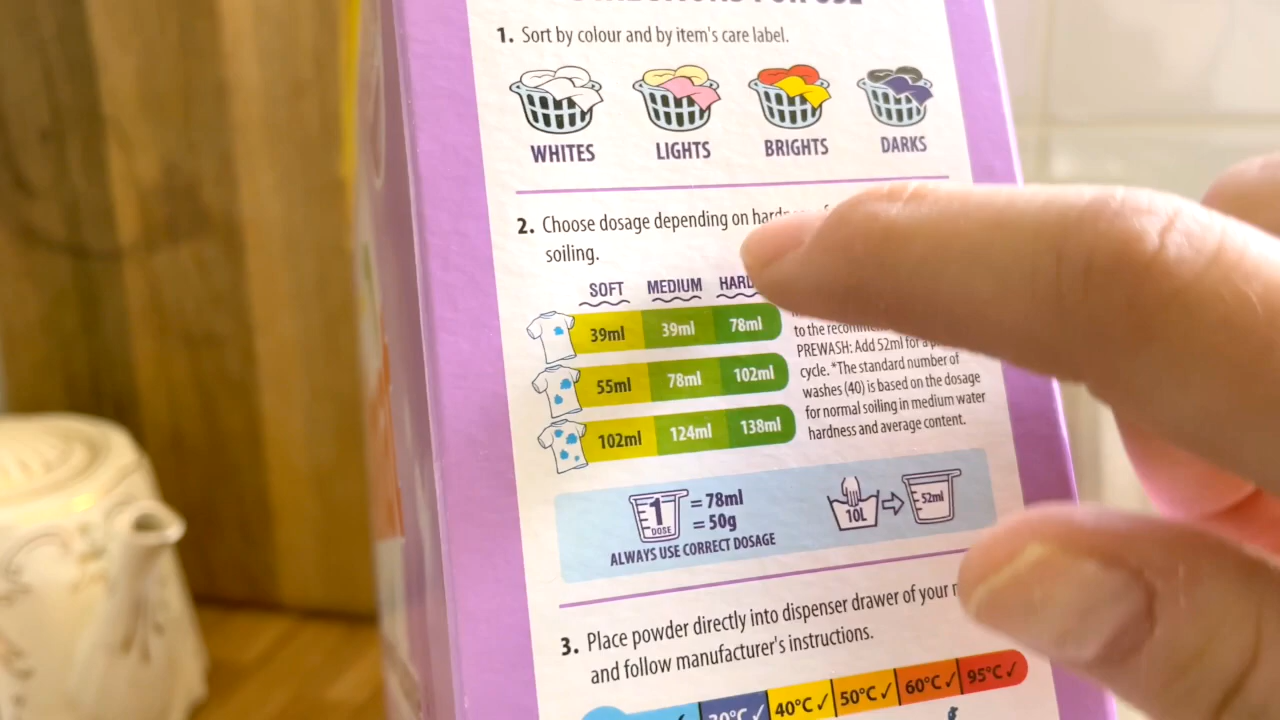 1. Sort by colour and by item's care label.
WHITES LIGHTS BRIGHTS DARKS
2. Choose dosage depending on
soiling.
SOFT MEDIUM HARD
39ml 39ml 78ml
55ml 78ml 102ml
102ml 124ml 138ml
to the
PREWASH: Add 52ml for a
cycle. *The standard number of
washes (40) is based on the dosage
for normal soiling in medium water
hardness and average content.
1 DOSE = 78ml
= 50g
ALWAYS USE CORRECT DOSAGE
10L 52ml
3. Place powder directly into dispenser drawer of your
and follow manufacturer's instructions.
40°C ✓ 50°C ✓ 60°C ✓ 95°C ✓